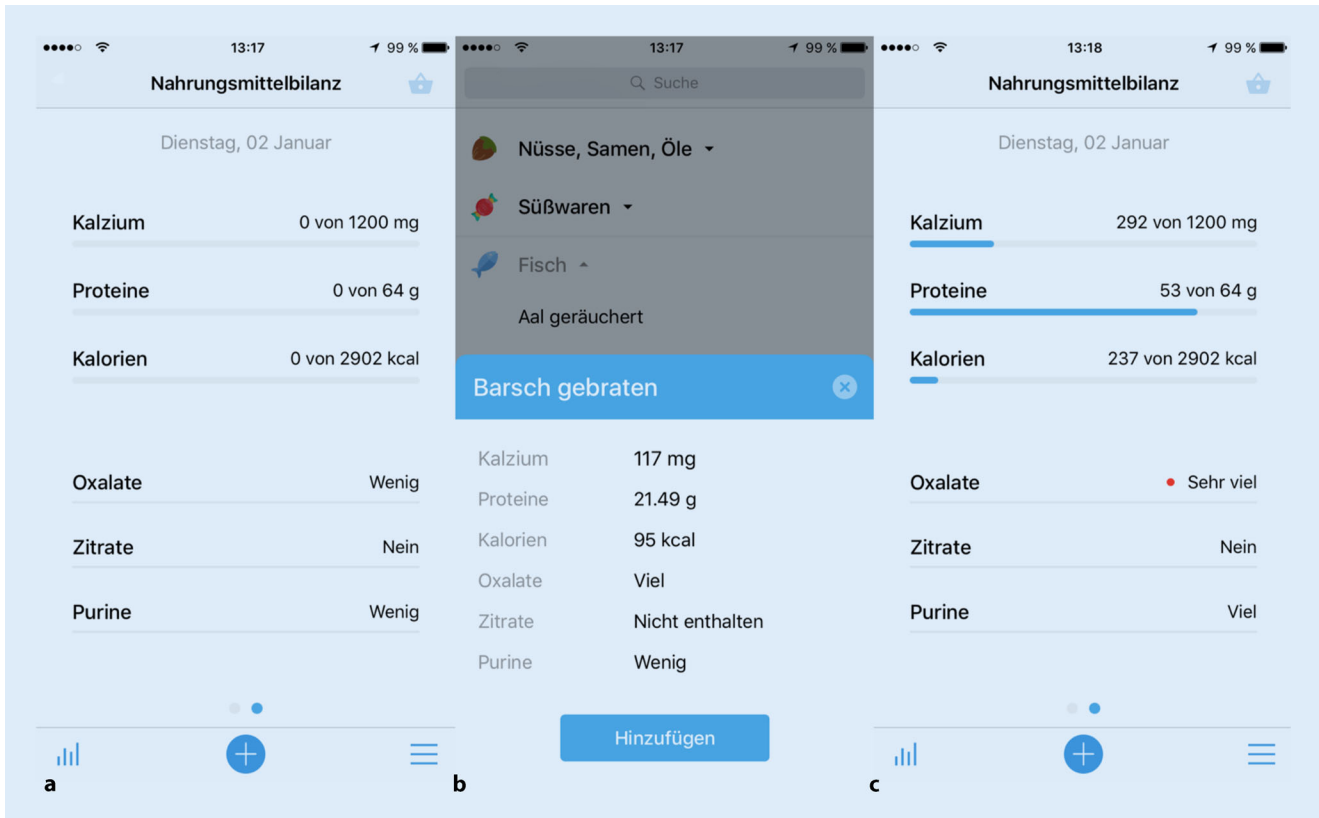 13:17
99 %
Nahrungsmittelbilanz
Dienstag, 02 Januar
Kalzium 0 von 1200 mg
Proteine 0 von 64 g
Kalorien 0 von 2902 kcal
Oxalate Wenig
Zitrate Nein
Purine Wenig
a
13:17
99 %
Suche
Nüsse, Samen, Öle
Süßwaren
Fisch
Aal geräuchert
Barsch gebraten
Kalzium 117 mg
Proteine 21.49 g
Kalorien 95 kcal
Oxalate Viel
Zitrate Nicht enthalten
Purine Wenig
Hinzufügen
b
13:18
99 %
Nahrungsmittelbilanz
Dienstag, 02 Januar
Kalzium 292 von 1200 mg
Proteine 53 von 64 g
Kalorien 237 von 2902 kcal
Oxalate Sehr viel
Zitrate Nein
Purine Viel
c